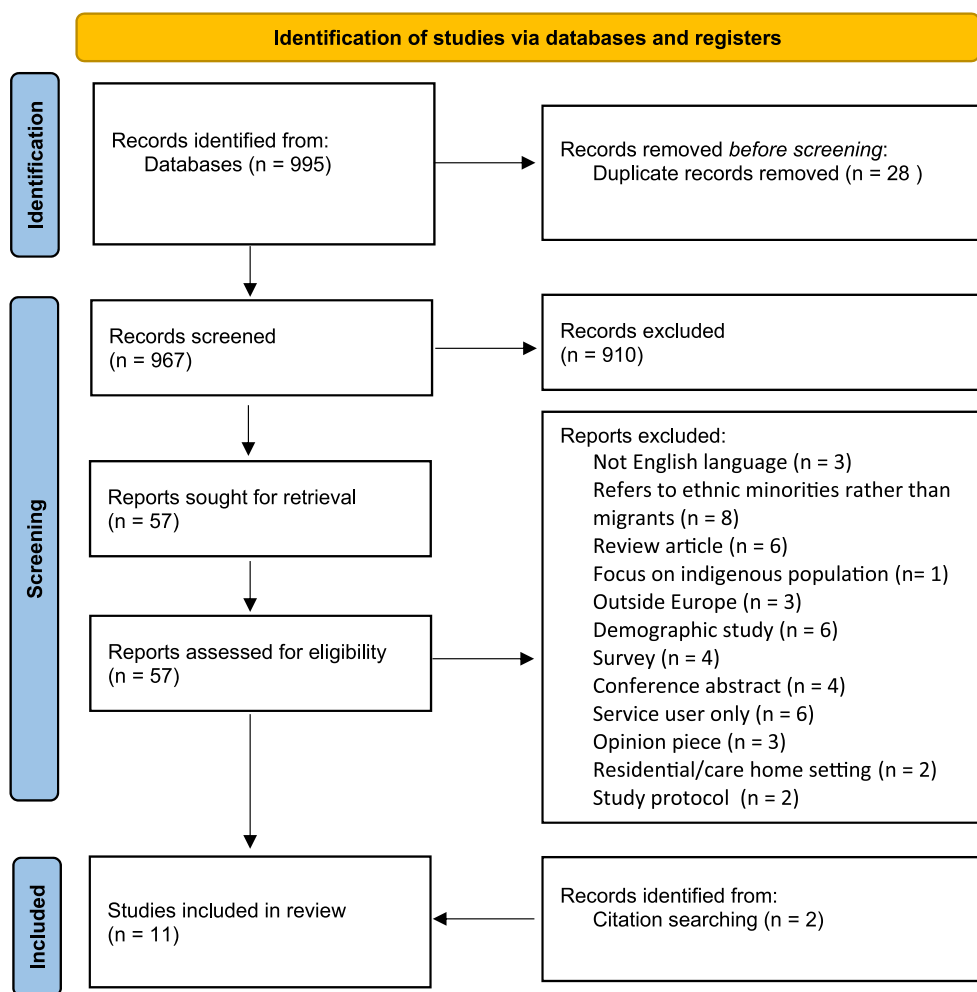 Identification of studies via databases and registers
Identification
Records identified from:
Databases (n = 995)
Records removed before screening:
Duplicate records removed (n = 28 )
Screening
Records screened
(n = 967)
Records excluded
(n = 910)
Reports sought for retrieval
(n = 57)
Reports assessed for eligibility
(n = 57)
Reports excluded:
Not English language (n = 3)
Refers to ethnic minorities rather than
migrants (n = 8)
Review article (n = 6)
Focus on indigenous population (n= 1)
Outside Europe (n = 3)
Demographic study (n = 6)
Survey (n = 4)
Conference abstract (n = 4)
Service user only (n = 6)
Opinion piece (n = 3)
Residential/care home setting (n = 2)
Study protocol  (n = 2)
Included
Studies included in review
(n = 11)
Records identified from:
Citation searching (n = 2)